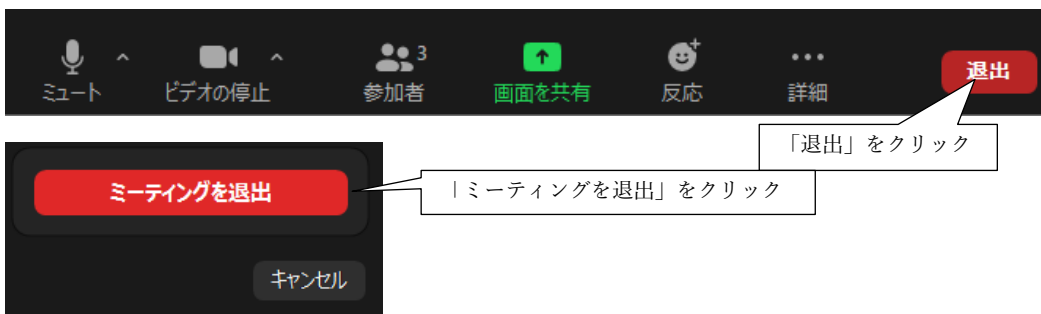 3
ミュート ビデオの停止 参加者 画面を共有 反応 詳細 退出
「退出」をクリック
ミーティングを退出
「ミーティングを退出」をクリック
キャンセル